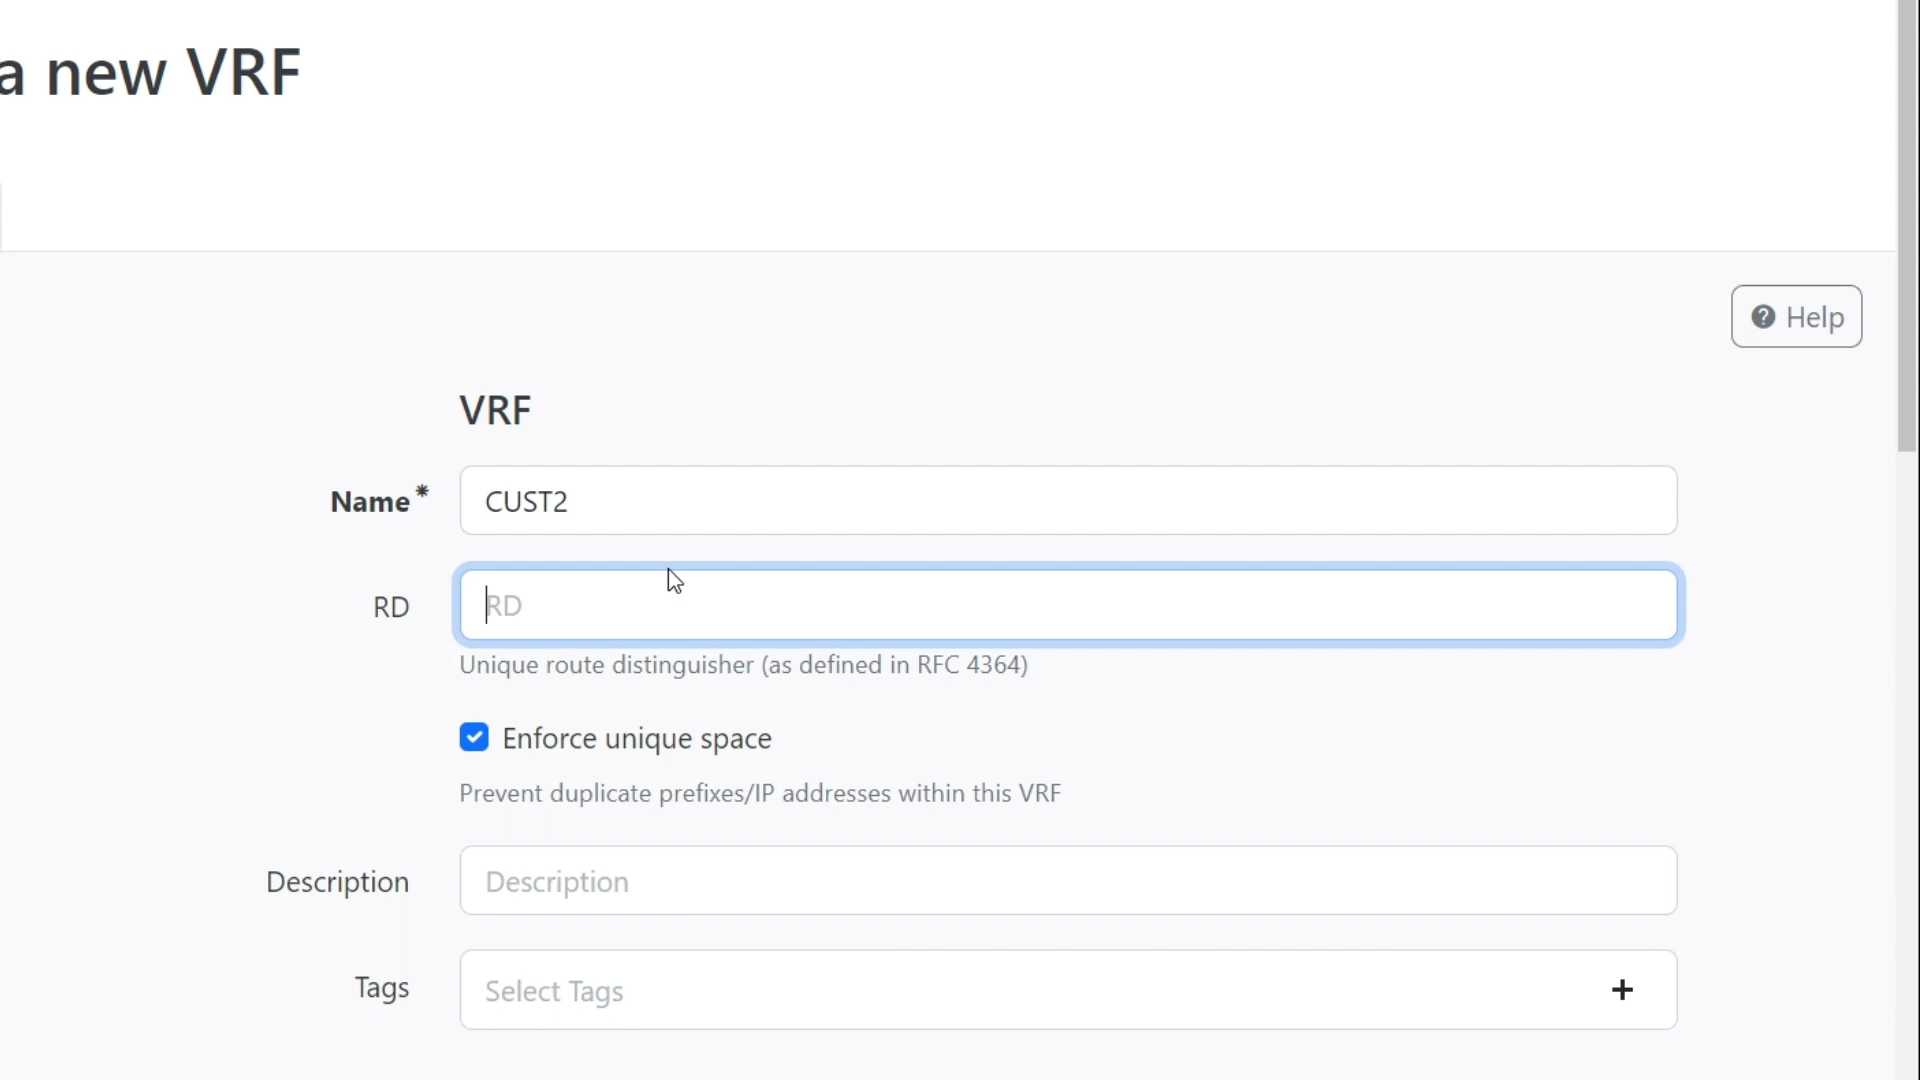 a new VRF
Help
VRF
Name*
CUST2
RD
RD
Unique route distinguisher (as defined in RFC 4364)
Enforce unique space
Prevent duplicate prefixes/IP addresses within this VRF
Description
Description
Tags
Select Tags
+